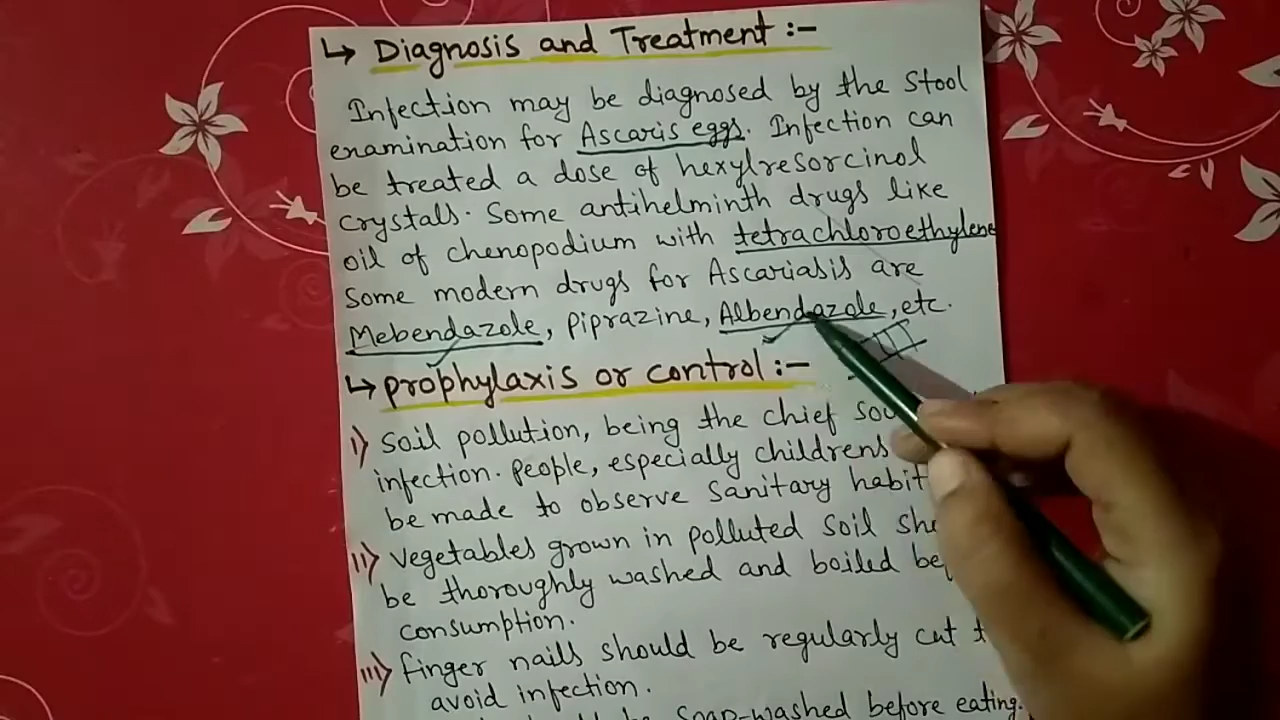 ↳ Diagnosis and Treatment :-
Infection may be diagnosed by the stool
examination for Ascaris eggs. Infection can
be treated a dose of hexylresorcinol
crystals. Some antihelminth drugs like
oil of chenopodium with tetrachloroethylene
Some modern drugs for Ascariasis are
Mebendazole, Piprazine, Albendazole, etc.
↳ prophylaxis or control :-
i) soil pollution, being the chief
infection. people, especially childrens
be made to observe sanitary habit
ii) vegetables grown in polluted soil
be thoroughly washed and boiled
consumption.
iii) finger nails should be regularly cut
avoid infection.
soap-washed before eating.